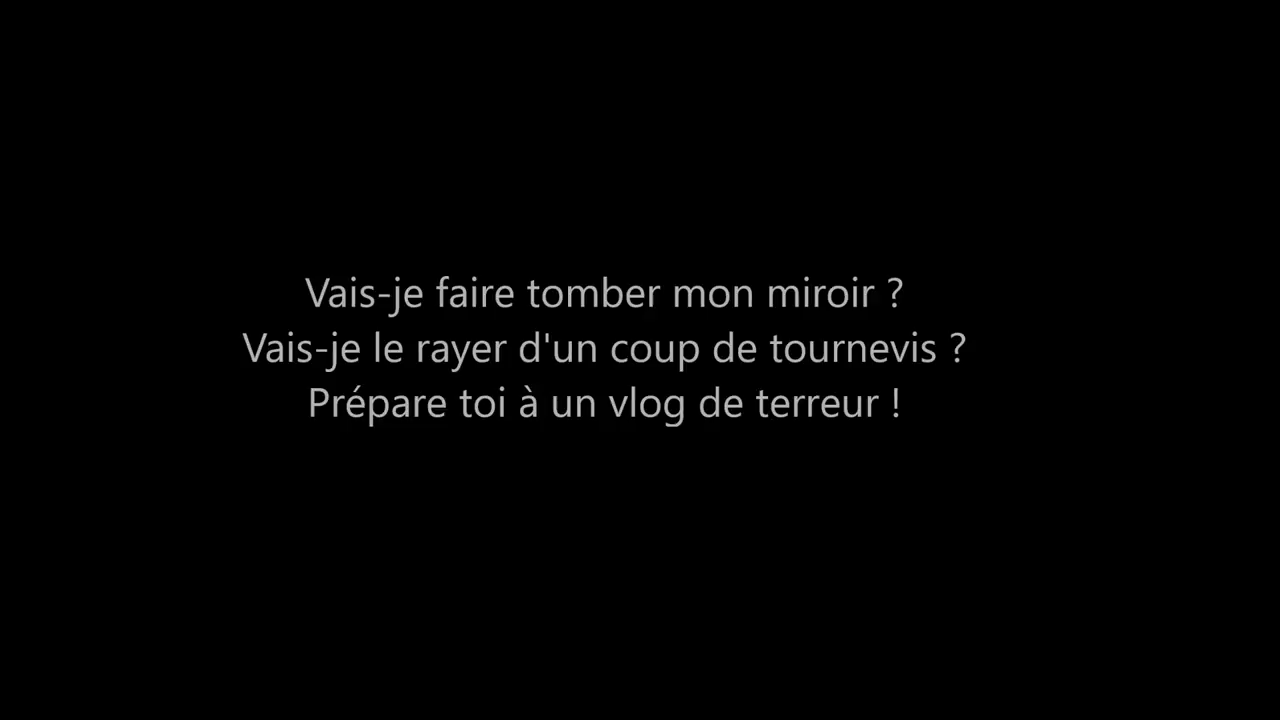 Vais-je faire tomber mon miroir ?
Vais-je le rayer d'un coup de tournevis ?
Prépare toi à un vlog de terreur !